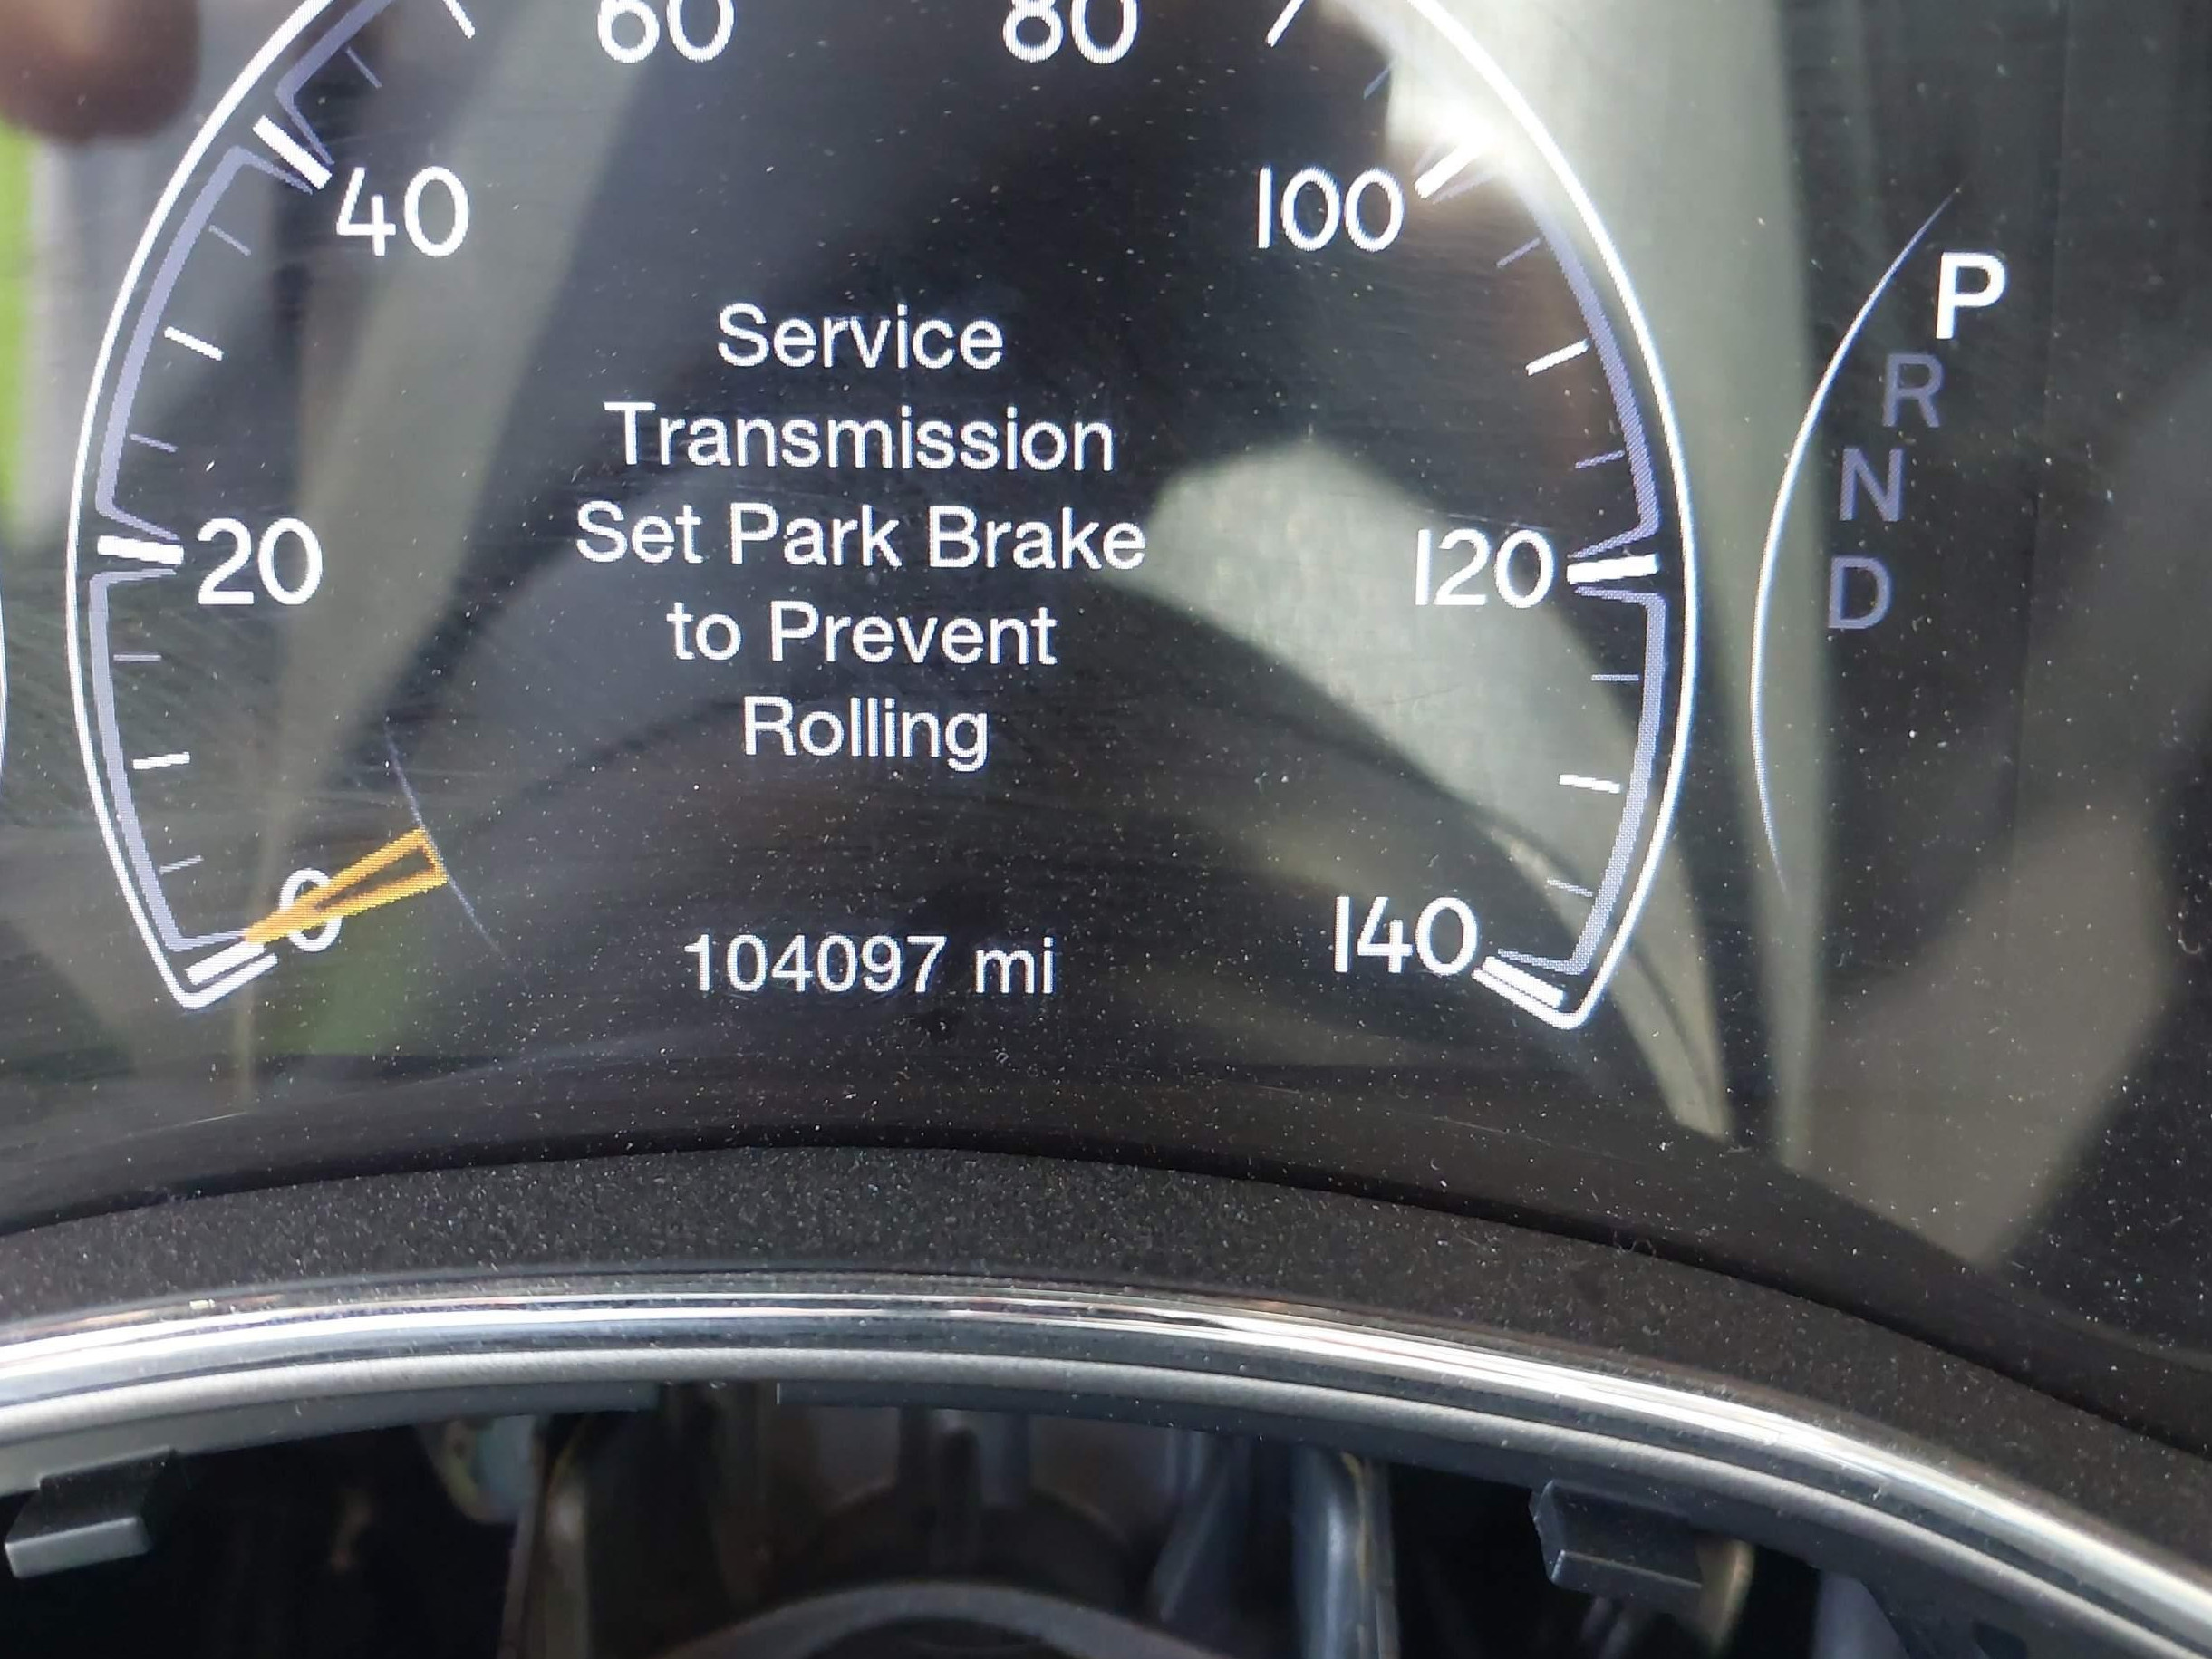 60 80
40 100
Service
Transmission
Set Park Brake
to Prevent
Rolling
20 120
0 140
104097 mi
P
R
N
D